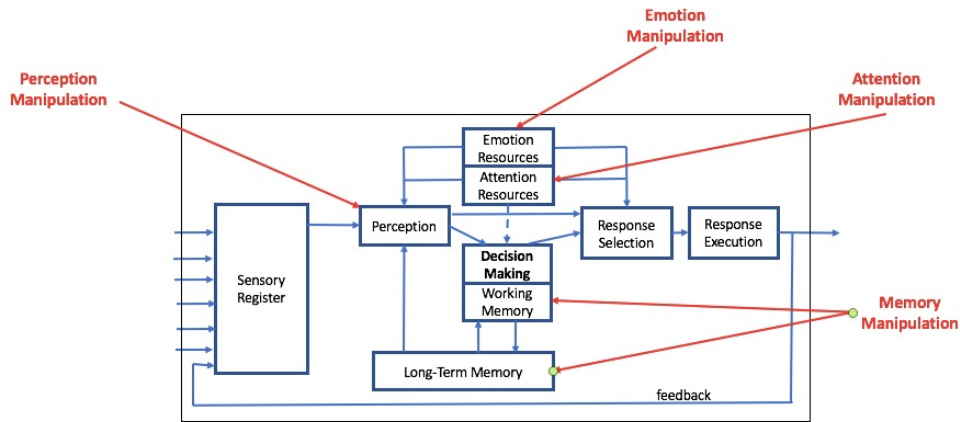 Emotion
Manipulation
Perception
Manipulation
Attention
Manipulation
Emotion
Resources
Attention
Resources
Perception
Response
Selection
Response
Execution
Sensory
Register
Decision
Making
Working
Memory
Memory
Manipulation
Long-Term Memory
feedback